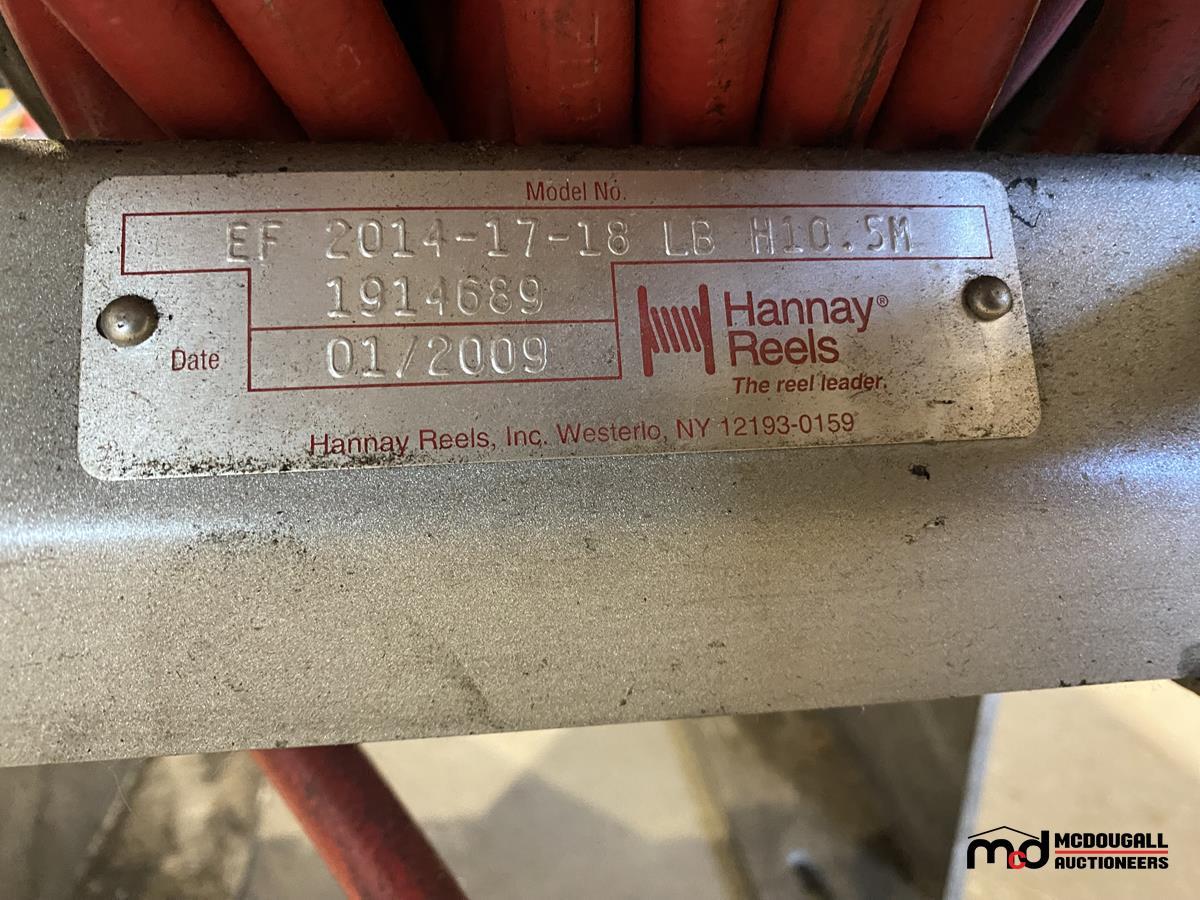 Model No.
EF 2014-17-18 LB H10.5M
1914689
Date 01/2009
Hannay®
Reels
The reel leader.
Hannay Reels, Inc. Westerlo, NY 12193-0159
mcd MCDOUGALL
AUCTIONEERS